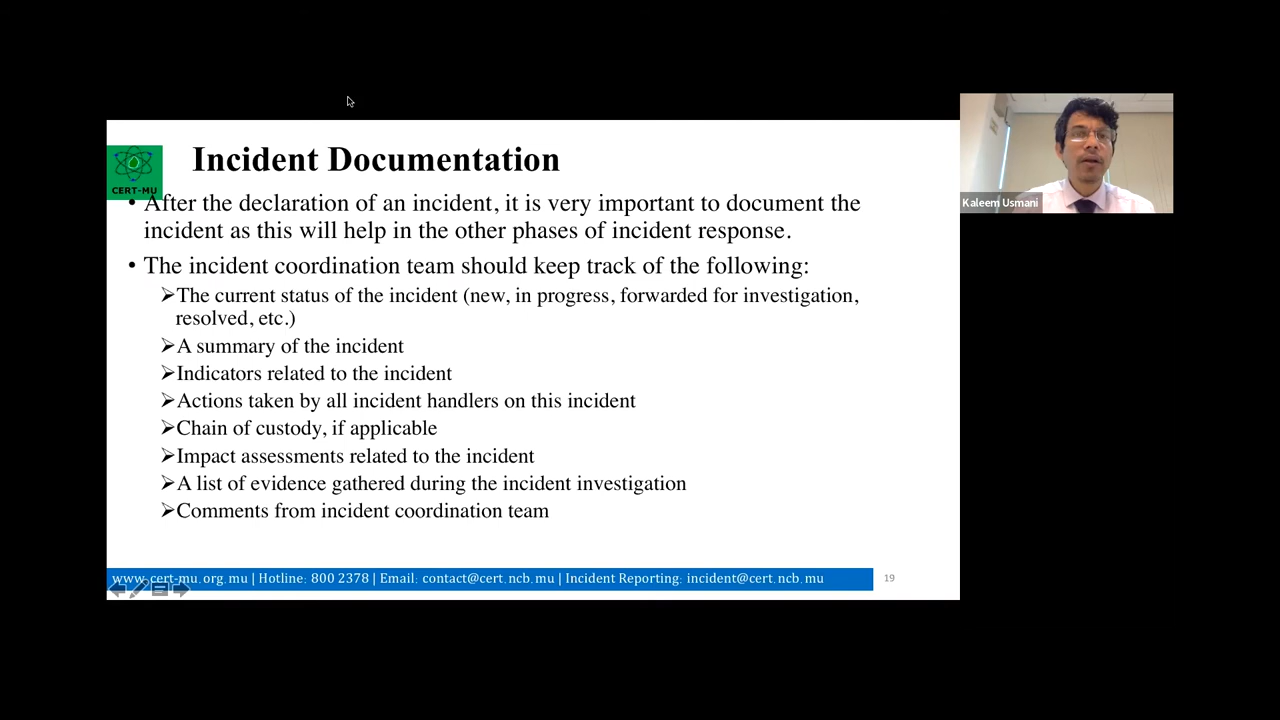 Incident Documentation
CERT-MU
• After the declaration of an incident, it is very important to document the
incident as this will help in the other phases of incident response.
• The incident coordination team should keep track of the following:
➢The current status of the incident (new, in progress, forwarded for investigation,
resolved, etc.)
➢A summary of the incident
➢Indicators related to the incident
➢Actions taken by all incident handlers on this incident
➢Chain of custody, if applicable
➢Impact assessments related to the incident
➢A list of evidence gathered during the incident investigation
➢Comments from incident coordination team
www.cert-mu.org.mu | Hotline: 800 2378 | Email: contact@cert.ncb.mu | Incident Reporting: incident@cert.ncb.mu
19
Kaleem Usmani